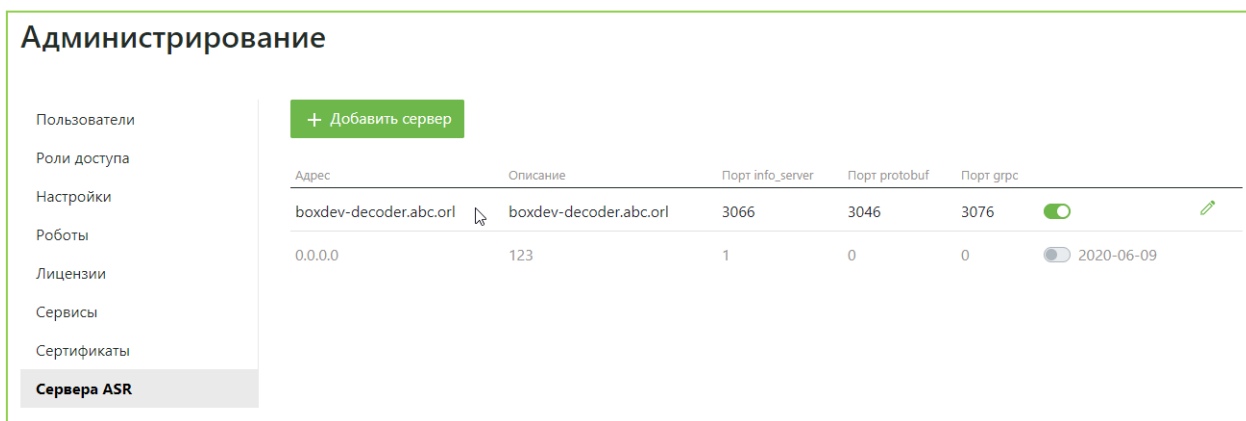 Администрирование
Пользователи
Роли доступа
Настройки
Роботы
Лицензии
Сервисы
Сертификаты
Сервера ASR
+ Добавить сервер
Адрес Описание Порт info_server Порт protobuf Порт grpc
boxdev-decoder.abc.orl boxdev-decoder.abc.orl 3066 3046 3076
0.0.0.0 123 1 0 0 2020-06-09